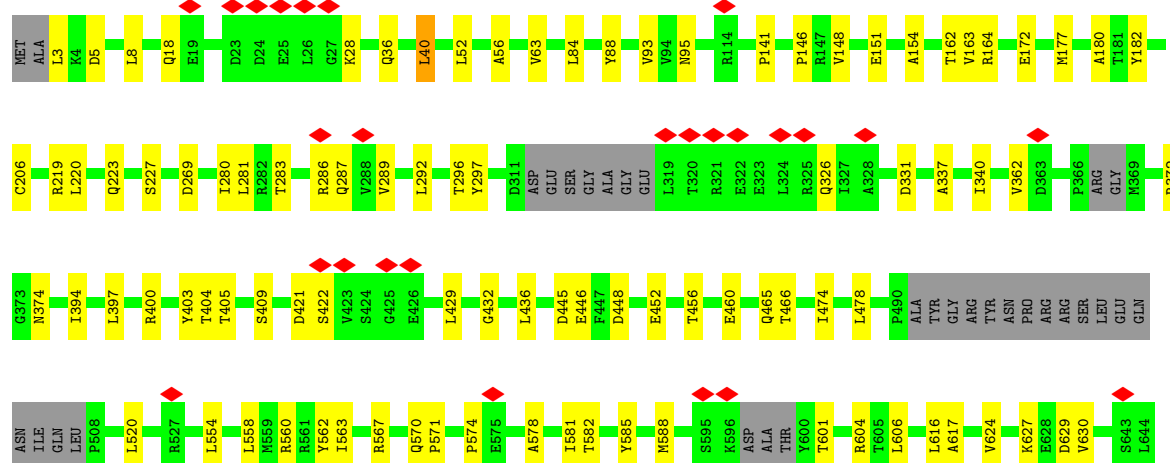 MET ALA L3 K4 D5 L8 Q18 E19 D23 D24 E25 L26 G27 K28 Q36 L40 L52 A56 V63 L84 Y88 V93 V94 N95 R114 P141 P146 R147 V148 E151 A154 T162 V163 R164 E172 M177 A180 T181 Y182
C206 R219 L220 Q223 S227 D269 I280 L281 R282 T283 R286 Q287 V288 V289 L292 T296 Y297 D311 ASP GLU SER GLY ALA GLY GLU L319 T320 R321 E322 E323 L324 R325 Q326 I327 A328 D331 A337 I340 V362 D363 P366 ARG GLY M369
G373 N374 I394 L397 R400 Y403 T404 T405 S409 D421 S422 V423 S424 G425 E426 L429 G432 L436 D445 E446 F447 D448 E452 T456 E460 Q465 T466 I474 L478 P490 ALA TYR GLY ARG TYR ASN PRO ARG ARG SER LEU GLU GLN
ASN ILE GLN LEU P508 L520 R527 L554 L558 M559 R560 R561 Y562 I563 R567 Q570 P571 P574 E575 A578 I581 T582 Y585 M588 S595 K596 ASP ALA THR Y600 T601 R604 T605 L606 L616 A617 V624 K627 E628 D629 V630 S643 L644